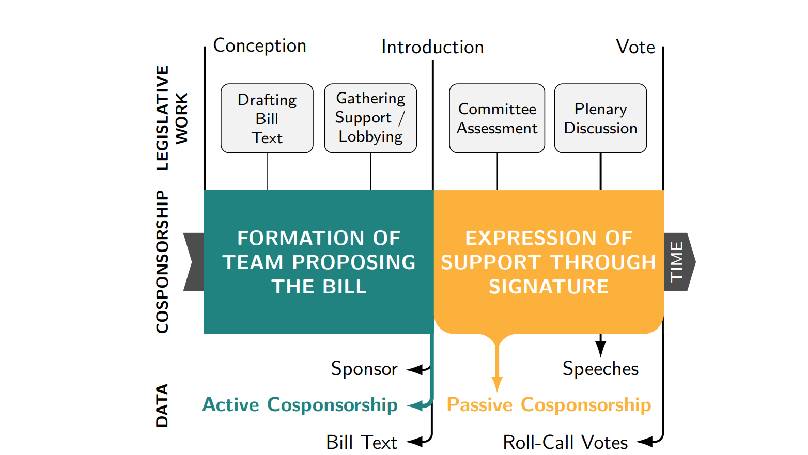 Conception
Introduction
Vote
LEGISLATIVE
WORK
Drafting
Bill
Text
Gathering
Support /
Lobbying
Committee
Assessment
Plenary
Discussion
COSPONSORSHIP
FORMATION OF
TEAM PROPOSING
THE BILL
EXPRESSION OF
SUPPORT THROUGH
SIGNATURE
TIME
DATA
Sponsor
Speeches
Active Cosponsorship
Passive Cosponsorship
Bill Text
Roll-Call Votes